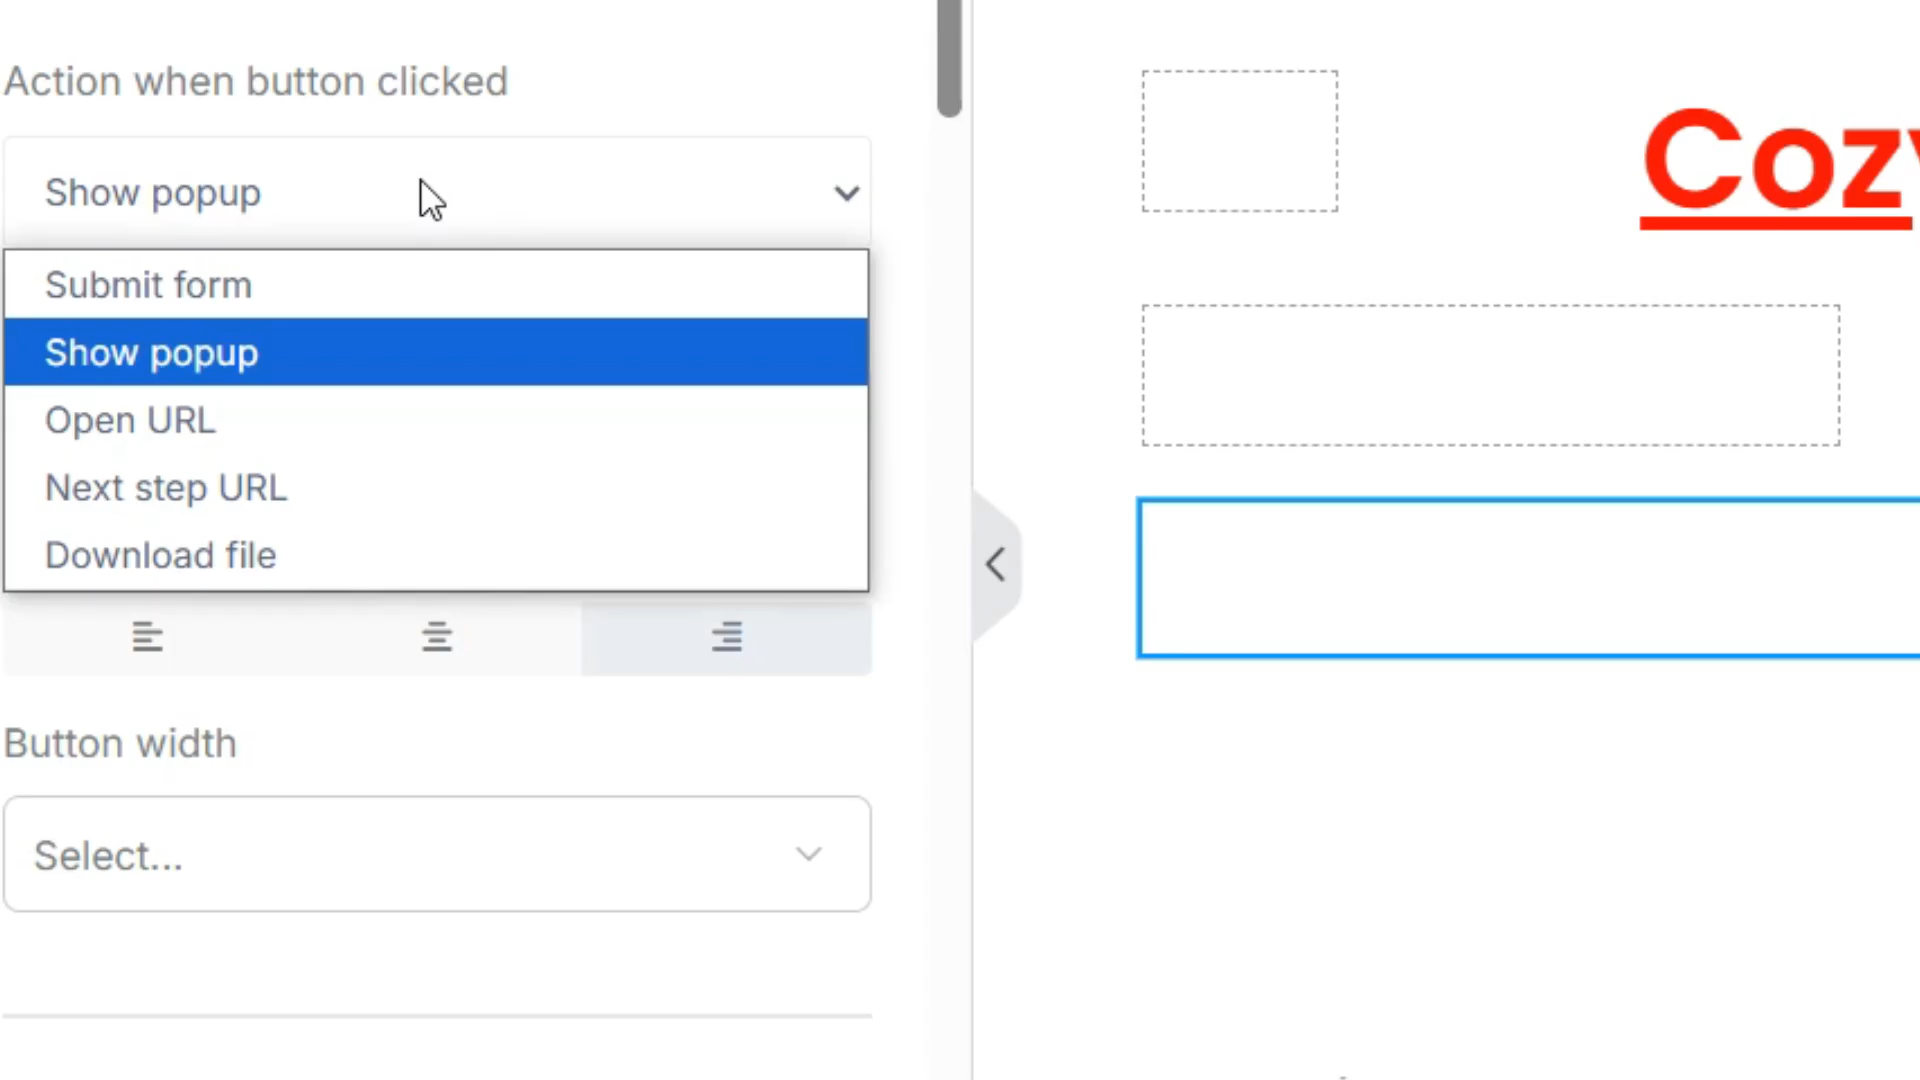 Action when button clicked
Show popup
Submit form
Show popup
Open URL
Next step URL
Download file
Button width
Select...
Cozy